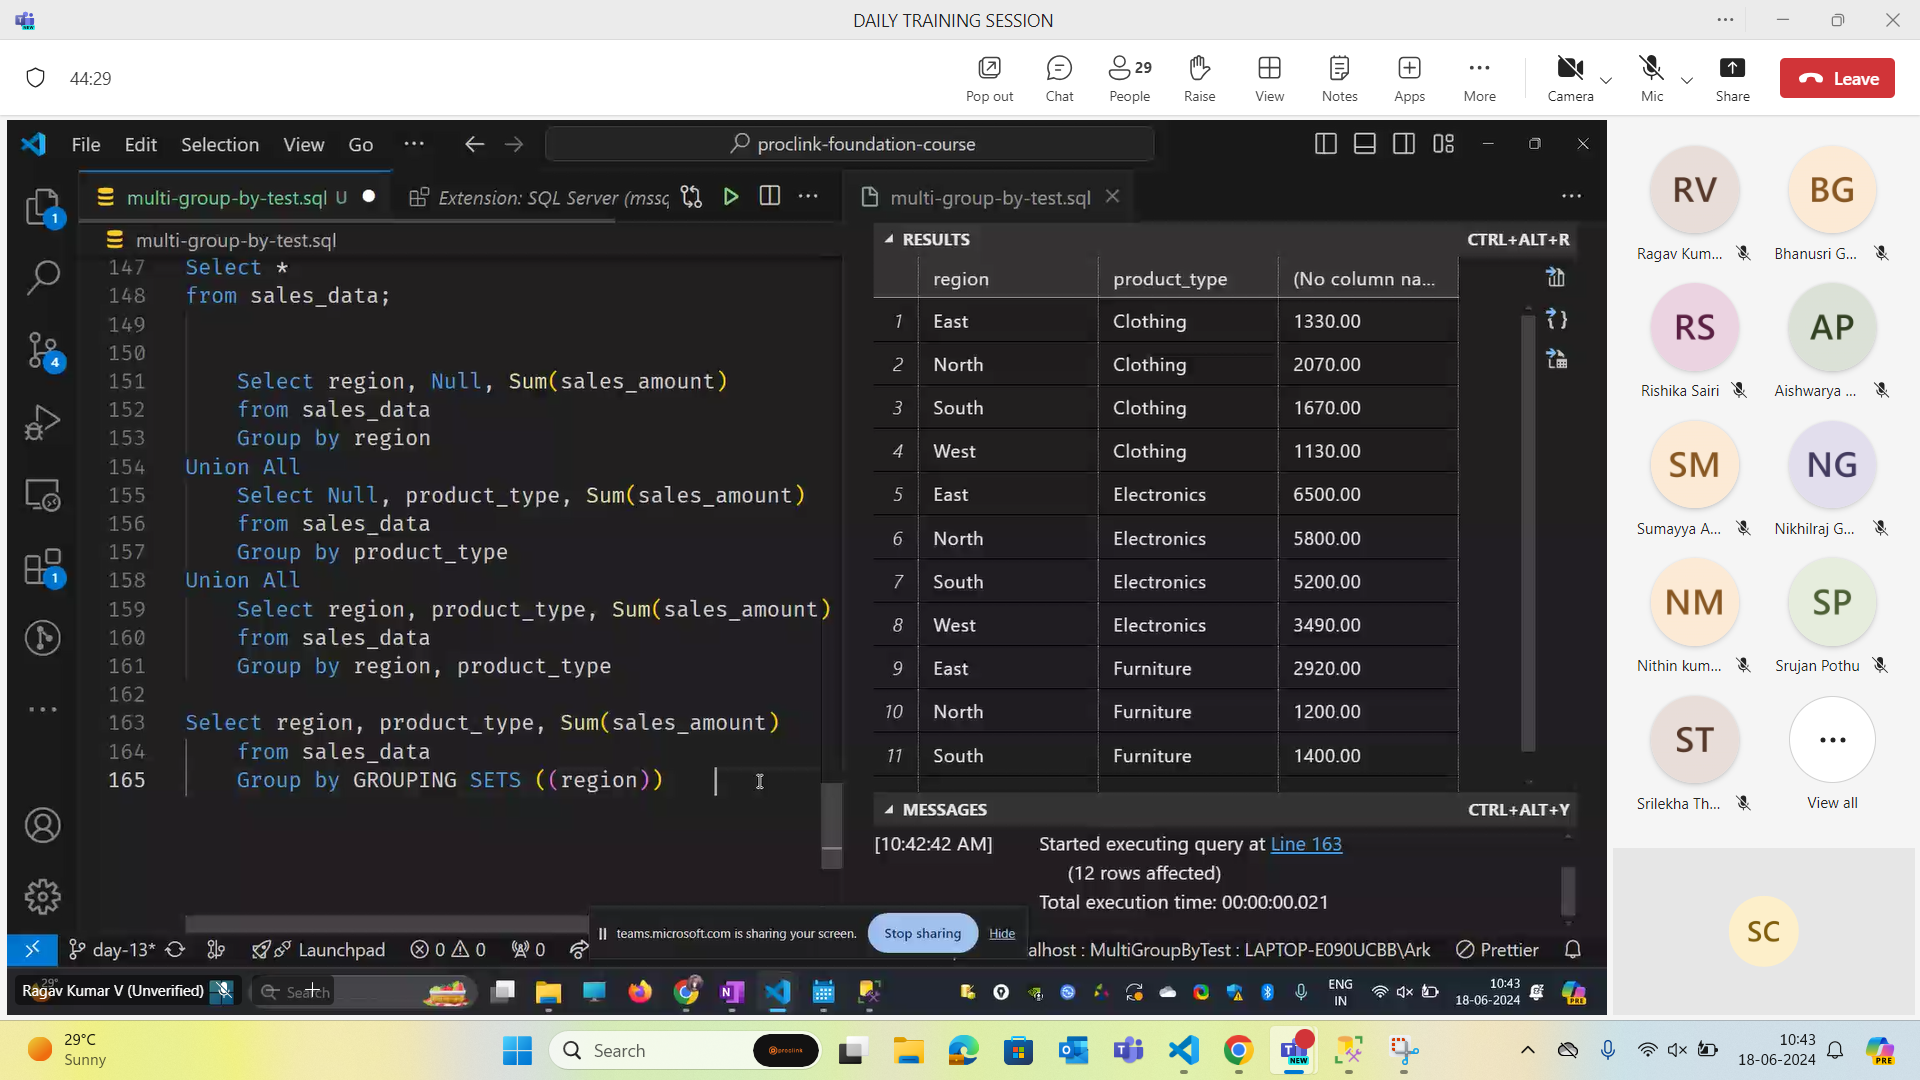 DAILY TRAINING SESSION
44:29
Pop out
Chat
29
People
Raise
View
Notes
Apps
More
Camera
Mic
Share
Leave
File Edit Selection View Go
proclink-foundation-course
multi-group-by-test.sql U
Extension: SQL Server (mssq
multi-group-by-test.sql
multi-group-by-test.sql
147 Select *
148 from sales_data;
149
150
151 Select region, Null, Sum(sales_amount)
152 from sales_data
153 Group by region
154 Union All
155 Select Null, product_type, Sum(sales_amount)
156 from sales_data
157 Group by product_type
158 Union All
159 Select region, product_type, Sum(sales_amount)
160 from sales_data
161 Group by region, product_type
162
163 Select region, product_type, Sum(sales_amount)
164 from sales_data
165 Group by GROUPING SETS ((region))
1
4
1
RESULTS CTRL+ALT+R
region product_type (No column na...
1 East Clothing 1330.00
2 North Clothing 2070.00
3 South Clothing 1670.00
4 West Clothing 1130.00
5 East Electronics 6500.00
6 North Electronics 5800.00
7 South Electronics 5200.00
8 West Electronics 3490.00
9 East Furniture 2920.00
10 North Furniture 1200.00
11 South Furniture 1400.00
MESSAGES CTRL+ALT+Y
[10:42:42 AM] Started executing query at Line 163
(12 rows affected)
Total execution time: 00:00:00.021
teams.microsoft.com is sharing your screen. Stop sharing Hide
day-13* Launchpad 0 0 0
alhost : MultiGroupByTest : LAPTOP-E090UCBB\Ark Prettier
Ragav Kumar V (Unverified)
Search
ENG
IN
10:43
18-06-2024
PRE
RV
Ragav Kum...
BG
Bhanusri G...
RS
Rishika Sairi
AP
Aishwarya ...
SM
Sumayya A...
NG
Nikhilraj G...
NM
Nithin kum...
SP
Srujan Pothu
ST
Srilekha Th...
View all
SC
29°C
Sunny
Search
proclink
NEW
10:43
18-06-2024
PRE